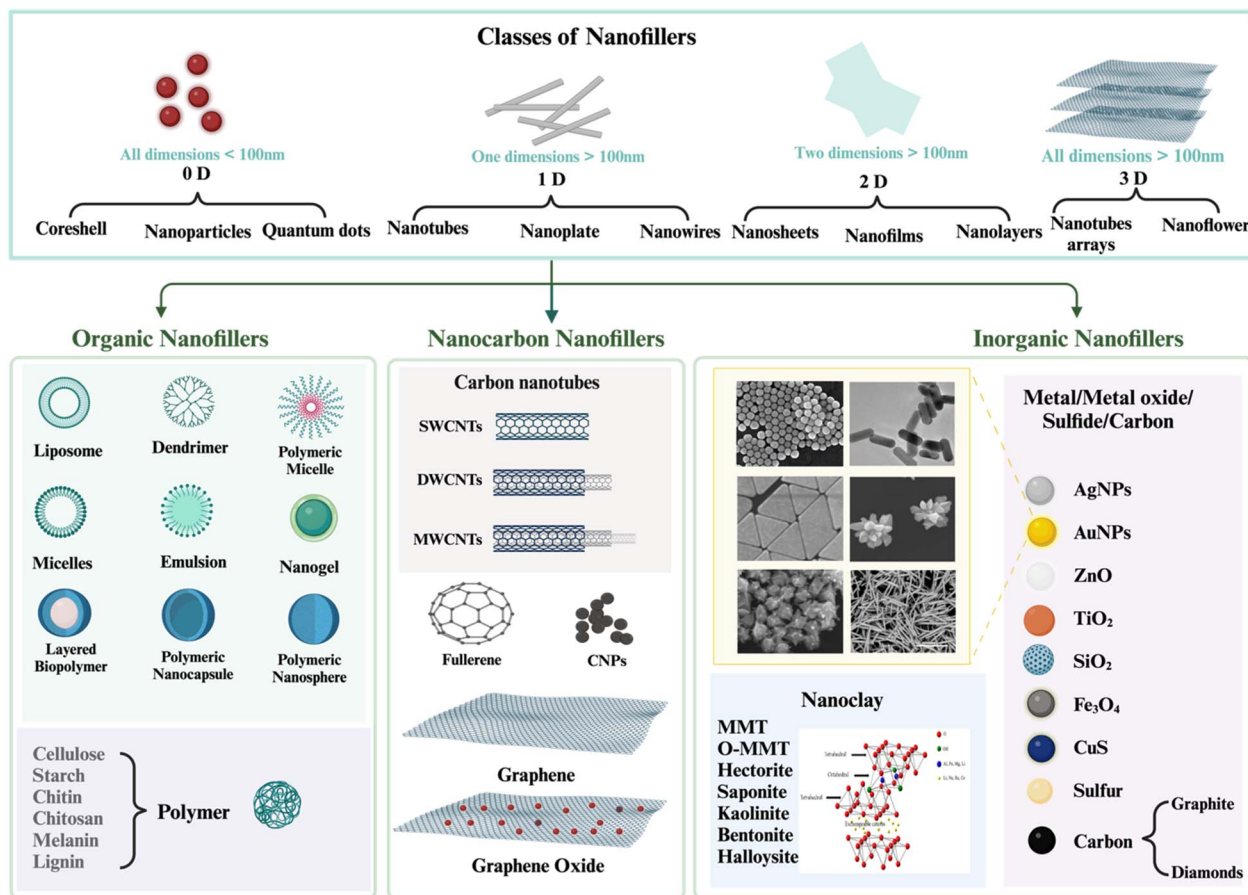 Classes of Nanofillers
All dimensions < 100nm
0 D
Coreshell
Nanoparticles
Quantum dots
One dimensions > 100nm
1 D
Nanotubes
Nanoplate
Nanowires
Two dimensions > 100nm
2 D
Nanosheets
Nanofilms
Nanolayers
All dimensions > 100nm
3 D
Nanotubes
arrays
Nanoflower
Organic Nanofillers
Liposome
Dendrimer
Polymeric
Micelle
Micelles
Emulsion
Nanogel
Layered
Biopolymer
Polymeric
Nanocapsule
Polymeric
Nanosphere
Cellulose
Starch
Chitin
Chitosan
Melanin
Lignin
Polymer
Nanocarbon Nanofillers
Carbon nanotubes
SWCNTs
DWCNTs
MWCNTs
Fullerene
CNPs
Graphene
Graphene Oxide
Inorganic Nanofillers
Metal/Metal oxide/
Sulfide/Carbon
AgNPs
AuNPs
ZnO
TiO₂
SiO₂
Fe₃O₄
CuS
Sulfur
Carbon
Graphite
Diamonds
Nanoclay
MMT
O-MMT
Hectorite
Saponite
Kaolinite
Bentonite
Halloysite
Tetrahedral
Octahedral
Tetrahedral